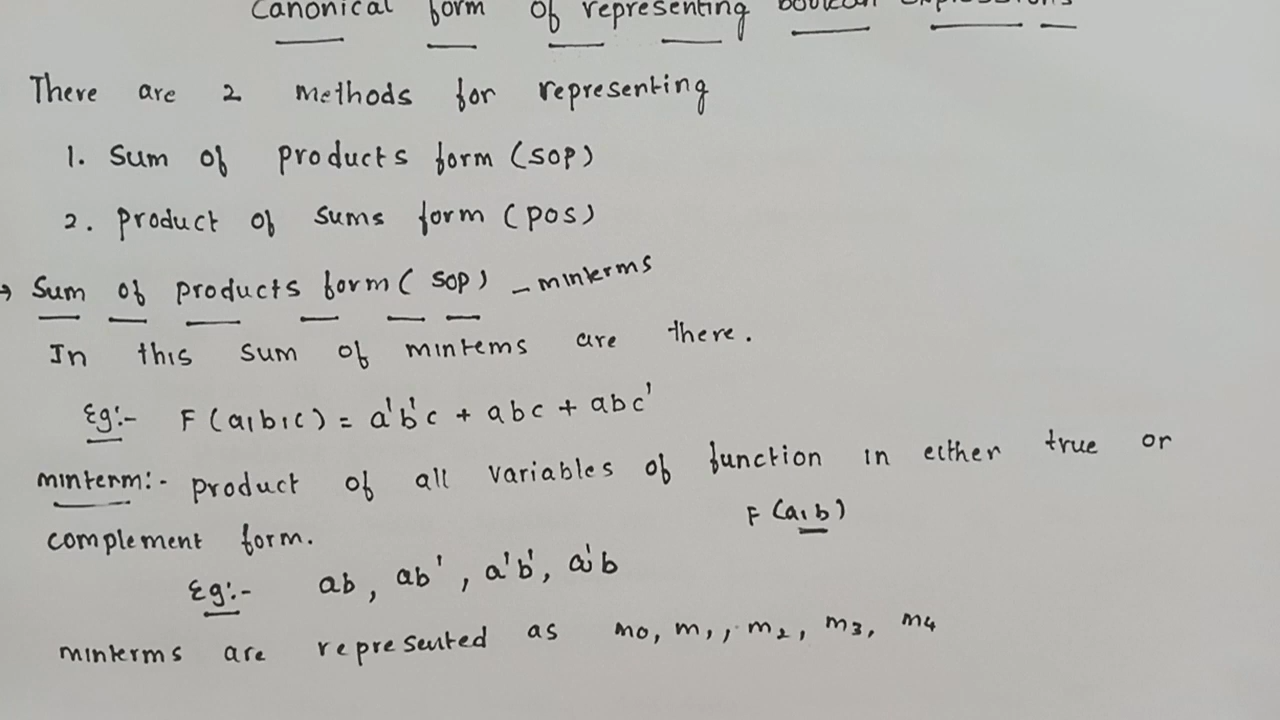 Canonical form of representing boolean expressions
There are 2 methods for representing
1. Sum of products form (SOP)
2. product of sums form (pos)
→ Sum of products form ( SOP) - minterms
In this sum of mintems are there.
Eg:- F (a,b,c) = a'b'c + abc + abc'
minterm:- product of all variables of function in either true or
complement form.
F (a,b)
Eg:- ab, ab', a'b', a'b
minterms are represented as m0, m1, m2, m3, m4